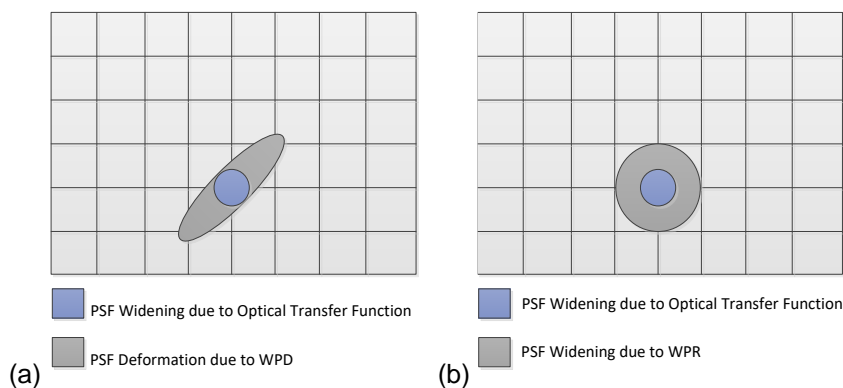 PSF Widening due to Optical Transfer Function
PSF Deformation due to WPD
(a)
PSF Widening due to Optical Transfer Function
PSF Widening due to WPR
(b)